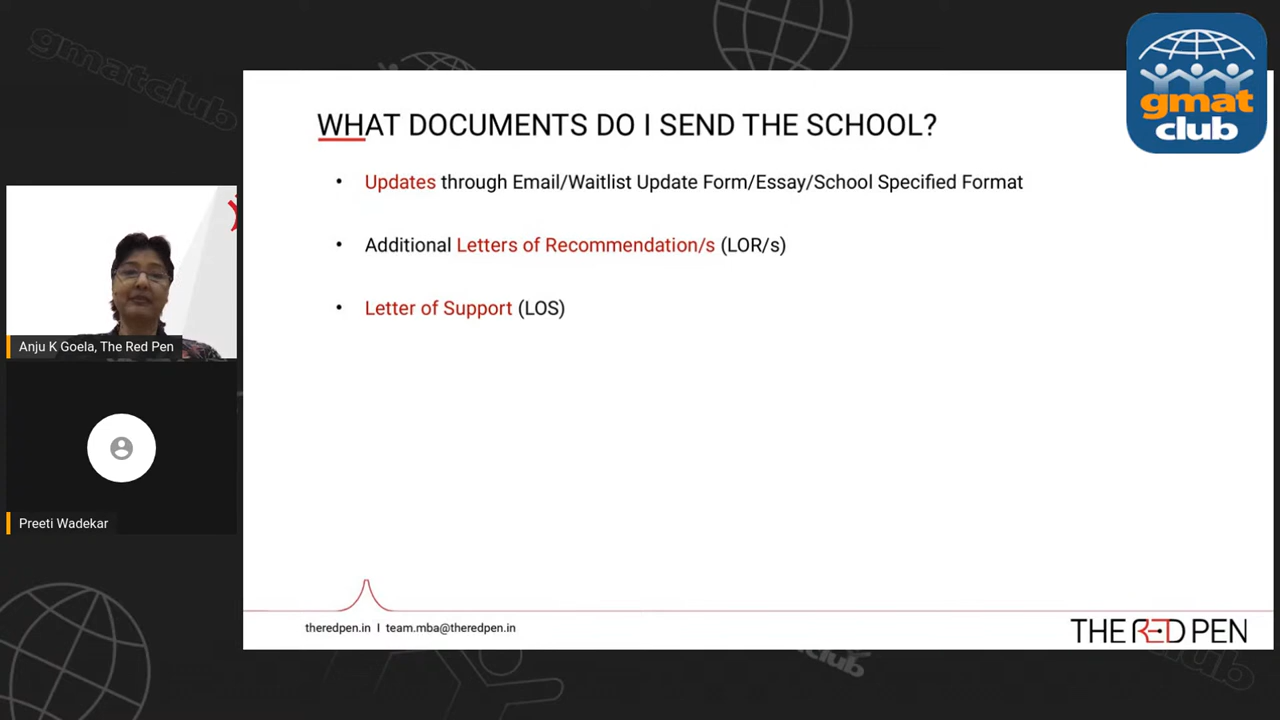 gmatclub
gmat
club
WHAT DOCUMENTS DO I SEND THE SCHOOL?
• Updates through Email/Waitlist Update Form/Essay/School Specified Format
• Additional Letters of Recommendation/s (LOR/s)
• Letter of Support (LOS)
Anju K Goela, The Red Pen
Preeti Wadekar
theredpen.in I team.mba@theredpen.in
THE RED PEN
club